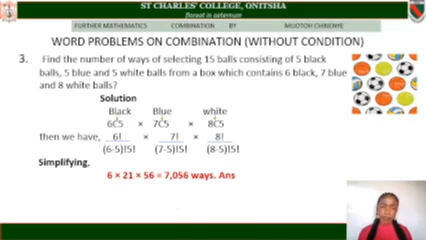 ST CHARLES' COLLEGE, ONITSHA
floreat in aeternum
FURTHER MATHEMATICS COMBINATION BY MUOTOH CHINENYE
WORD PROBLEMS ON COMBINATION (WITHOUT CONDITION)
3. Find the number of ways of selecting 15 balls consisting of 5 black
balls, 5 blue and 5 white balls from a box which contains 6 black, 7 blue
and 8 white balls?
Solution
Black Blue white
6C5 × 7C5 × 8C5
then we have, 6! × 7! × 8!
(6-5)!5! (7-5)!5! (8-5)!5!
Simplifying,
6 × 21 × 56 = 7,056 ways. Ans